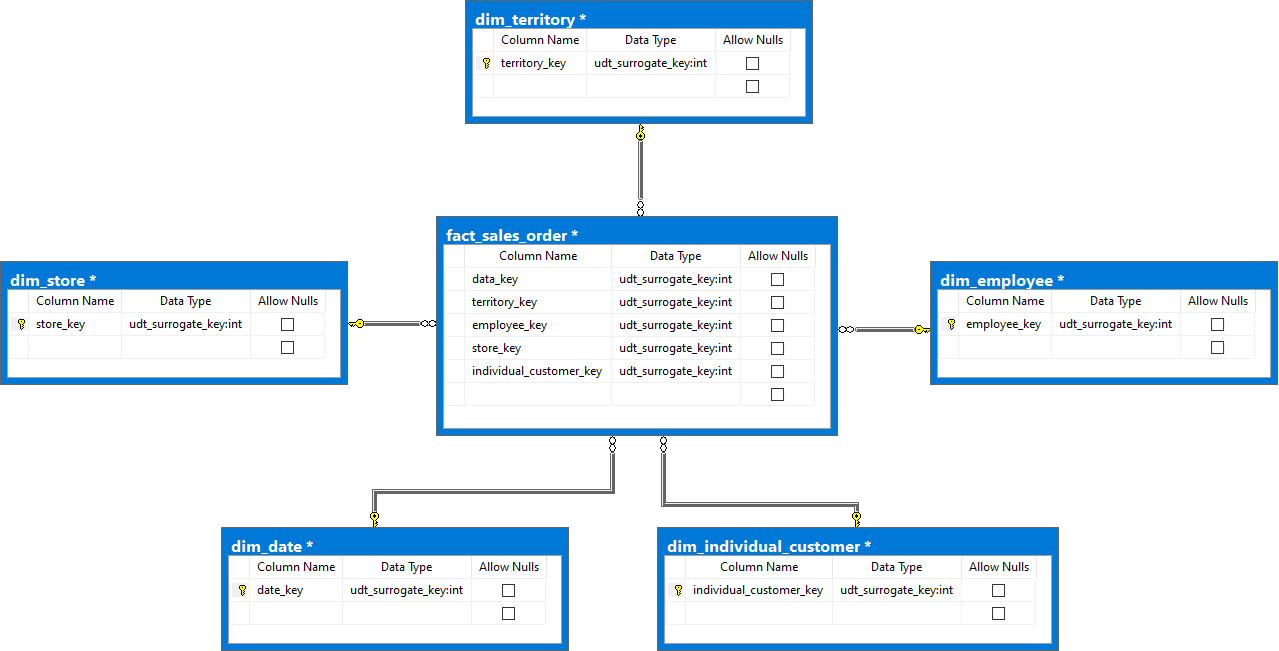 dim_territory *
Column Name Data Type Allow Nulls
territory_key udt_surrogate_key:int
fact_sales_order *
Column Name Data Type Allow Nulls
data_key udt_surrogate_key:int
territory_key udt_surrogate_key:int
employee_key udt_surrogate_key:int
store_key udt_surrogate_key:int
individual_customer_key udt_surrogate_key:int
dim_store *
Column Name Data Type Allow Nulls
store_key udt_surrogate_key:int
dim_employee *
Column Name Data Type Allow Nulls
employee_key udt_surrogate_key:int
dim_date *
Column Name Data Type Allow Nulls
date_key udt_surrogate_key:int
dim_individual_customer *
Column Name Data Type Allow Nulls
individual_customer_key udt_surrogate_key:int